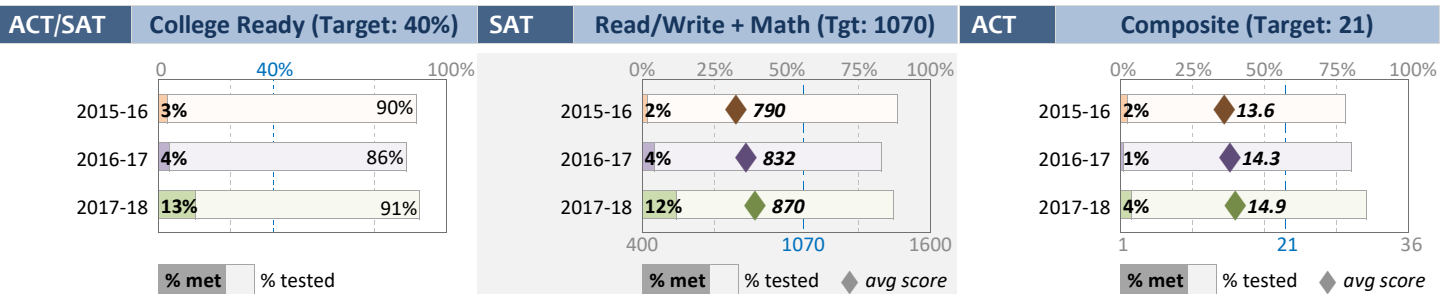 ACT/SAT College Ready (Target: 40%)
0 40% 100%
2015-16 3% 90%
2016-17 4% 86%
2017-18 13% 91%
% met % tested
SAT Read/Write + Math (Tgt: 1070)
0% 25% 50% 75% 100%
2015-16 2% 790
2016-17 4% 832
2017-18 12% 870
400 1070 1600
% met % tested avg score
ACT Composite (Target: 21)
0% 25% 50% 75% 100%
2015-16 2% 13.6
2016-17 1% 14.3
2017-18 4% 14.9
1 21 36
% met % tested avg score